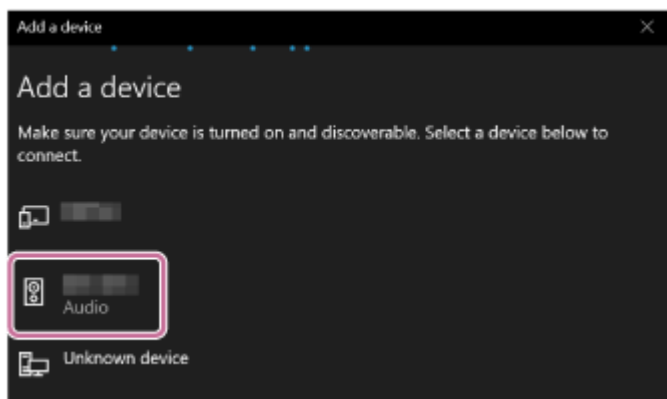 Add a device
Add a device
Make sure your device is turned on and discoverable. Select a device below to
connect.
Audio
Unknown device